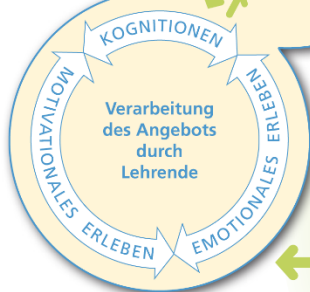 KOGNITIONEN
MOTIVATIONALES ERLEBEN
EMOTIONALES ERLEBEN
Verarbeitung
des Angebots
durch
Lehrende